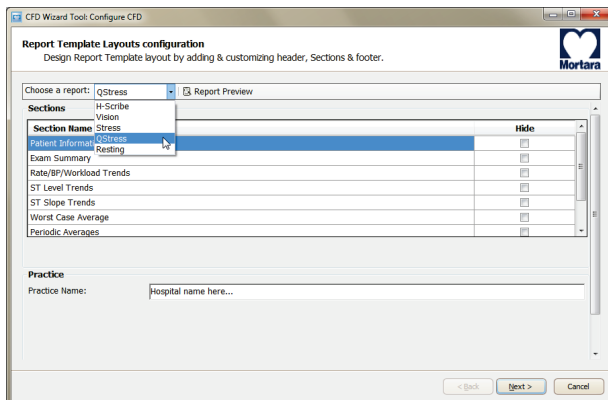 CFD Wizard Tool: Configure CFD
Report Template Layouts configuration
Design Report Template layout by adding & customizing header, Sections & footer.
Mortara
Choose a report: QStress Report Preview
H-Scribe
Vision
Stress
QStress
Resting
Sections
Section Name Hide
Patient Informati
Exam Summary
Rate/BP/Workload Trends
ST Level Trends
ST Slope Trends
Worst Case Average
Periodic Averages
Practice
Practice Name: Hospital name here...
< Back Next > Cancel